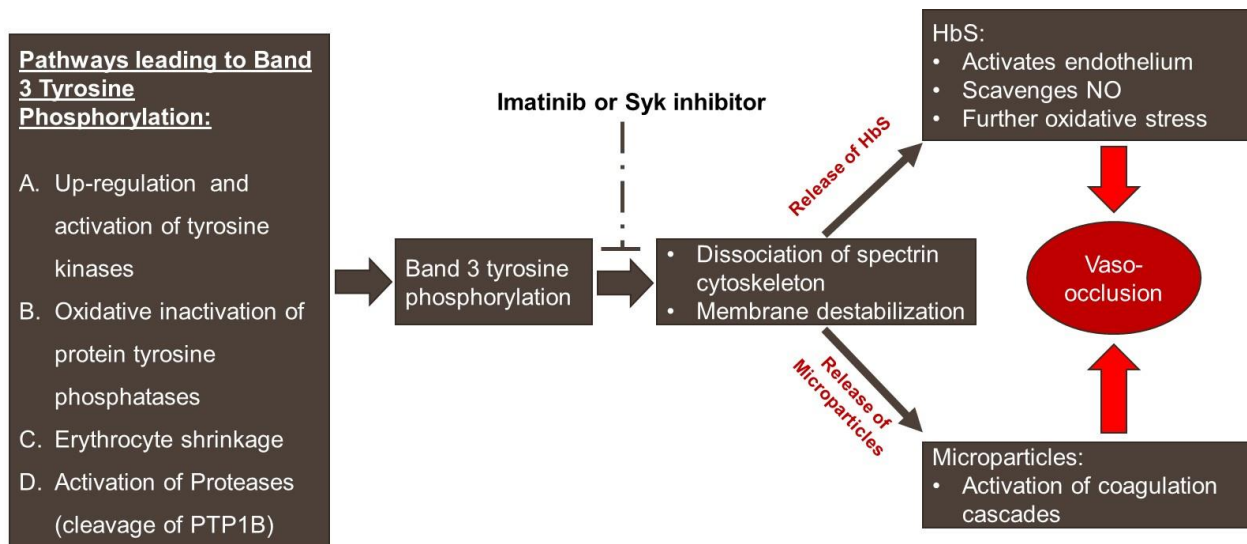 Pathways leading to Band
3 Tyrosine
Phosphorylation:
A. Up-regulation and
activation of tyrosine
kinases
B. Oxidative inactivation of
protein tyrosine
phosphatases
C. Erythrocyte shrinkage
D. Activation of Proteases
(cleavage of PTP1B)
Imatinib or Syk inhibitor
Band 3 tyrosine
phosphorylation
• Dissociation of spectrin
cytoskeleton
• Membrane destabilization
Release of HbS
Release of
Microparticles
HbS:
• Activates endothelium
• Scavenges NO
• Further oxidative stress
Vaso-
occlusion
Microparticles:
• Activation of coagulation
cascades